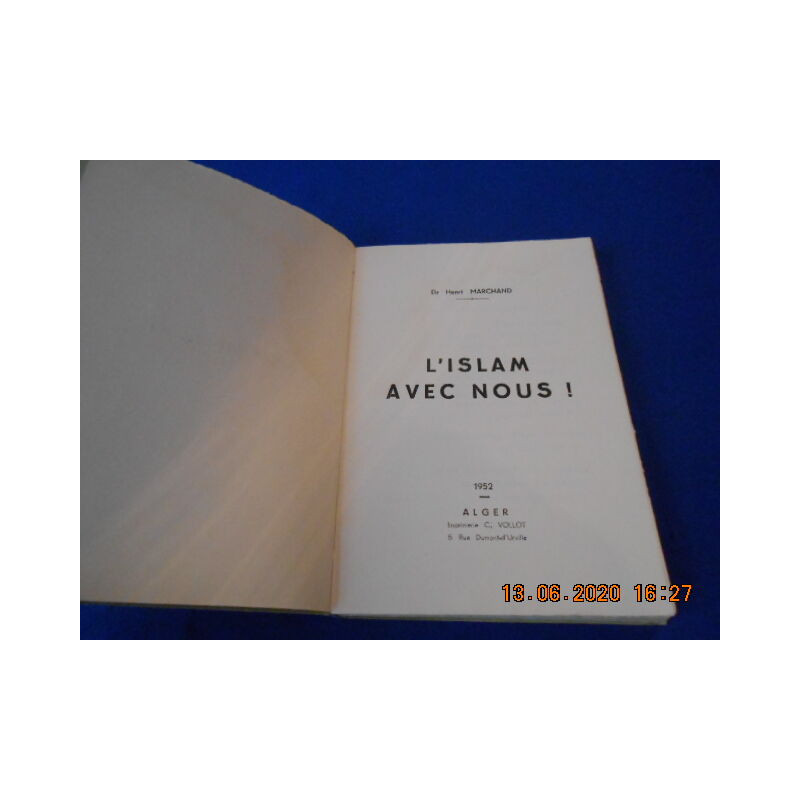 Dr Henri MARCHAND
L'ISLAM
AVEC NOUS !
1952
ALGER
Imprimerie C. VOLLOT
5 Rue Dumont-d'Urville
13.06.2020 16:27